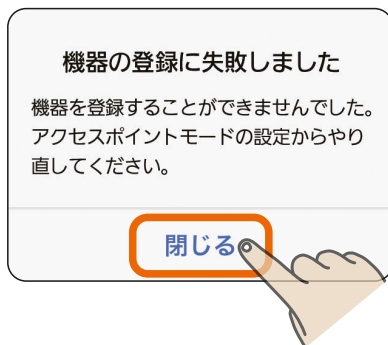 機器の登録に失敗しました
機器を登録することができませんでした。
アクセスポイントモードの設定からやり
直してください。
閉じる